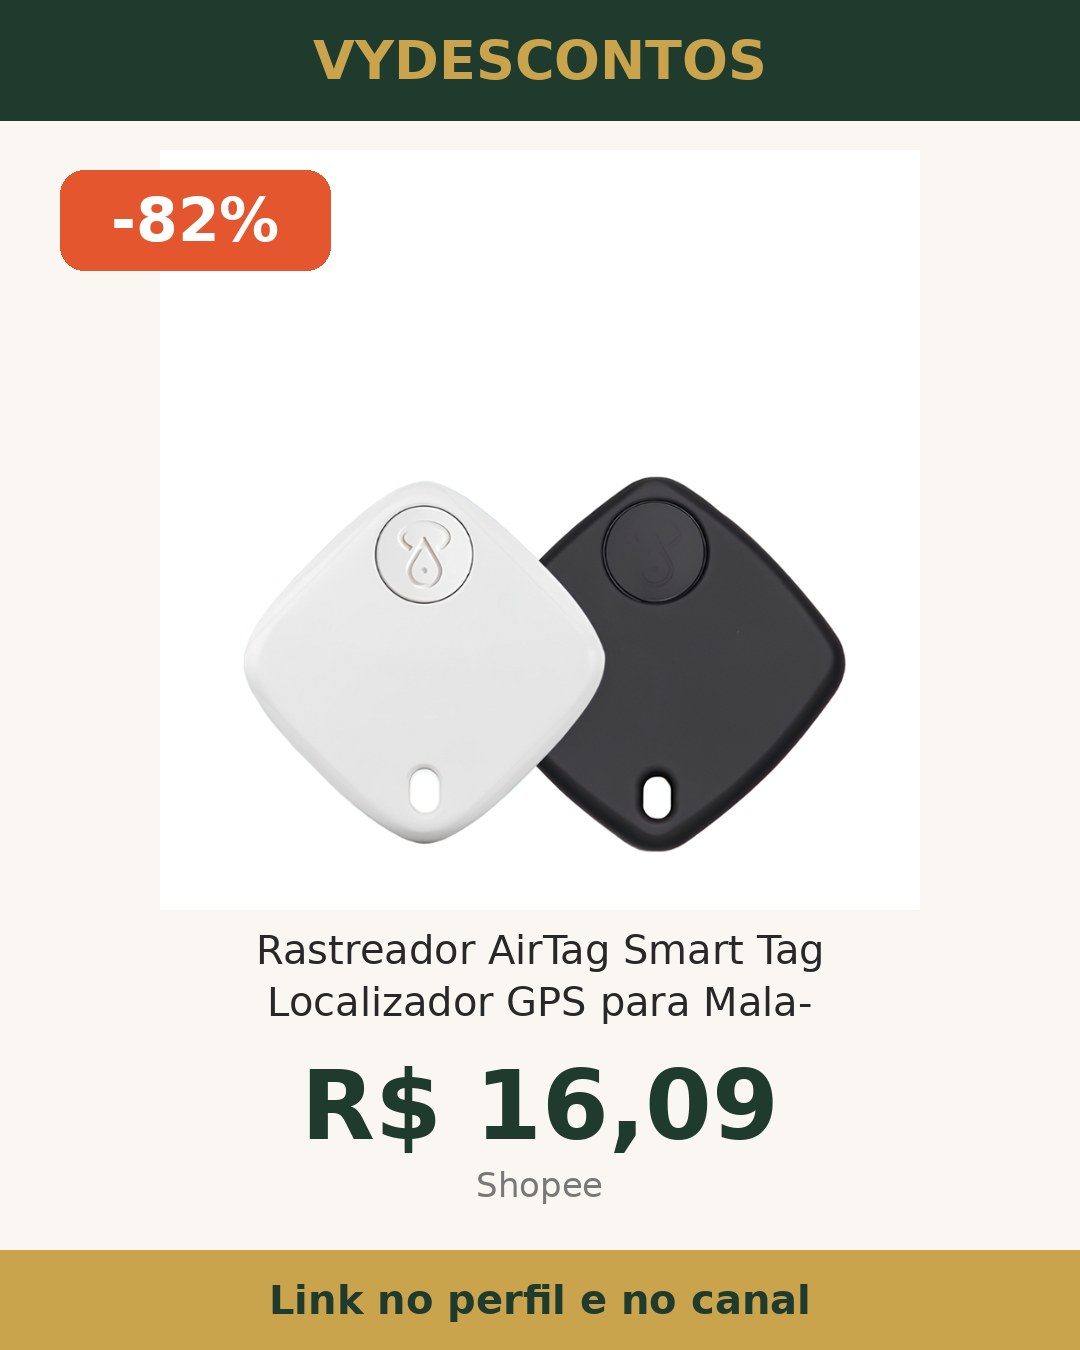 VYDESCONTOS
-82%
Rastreador AirTag Smart Tag
Localizador GPS para Mala-
R$ 16,09
Shopee
Link no perfil e no canal